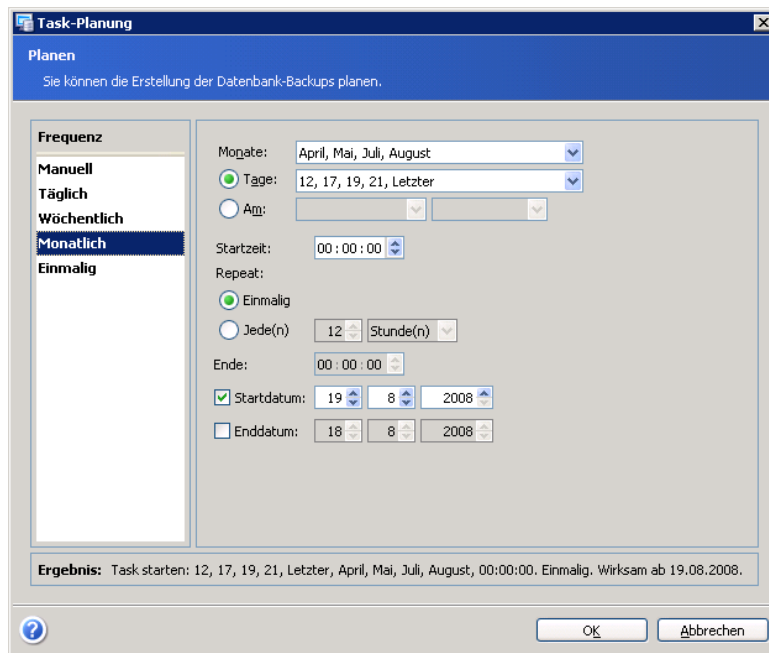 Task-Planung
Planen
Sie können die Erstellung der Datenbank-Backups planen.
Frequenz
Manuell
Täglich
Wöchentlich
Monatlich
Einmalig
Monate: April, Mai, Juli, August
Tage: 12, 17, 19, 21, Letzter
Am:
Startzeit: 00:00:00
Repeat:
Einmalig
Jede(n) 12 Stunde(n)
Ende: 00:00:00
Startdatum: 19 8 2008
Enddatum: 18 8 2008
Ergebnis: Task starten: 12, 17, 19, 21, Letzter, April, Mai, Juli, August, 00:00:00. Einmalig. Wirksam ab 19.08.2008.
? OK Abbrechen